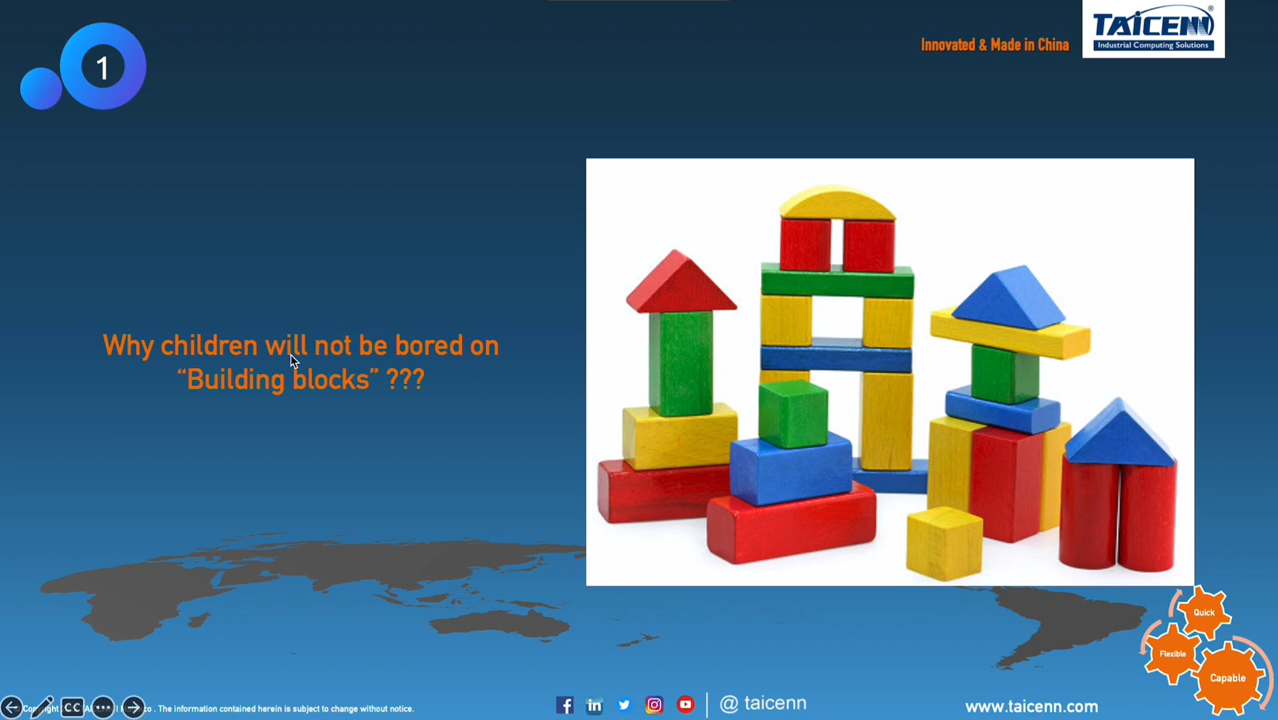 1
Innovated & Made in China
TAiCENN®
Industrial Computing Solutions
Why children will not be bored on
“Building blocks” ???
Quick
Flexible
Capable
CC
. The information contained herein is subject to change without notice.
@ taicenn
www.taicenn.com